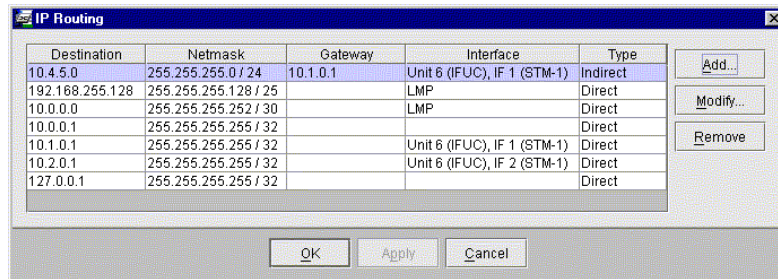 IP Routing
Destination Netmask Gateway Interface Type
10.4.5.0 255.255.255.0 / 24 10.1.0.1 Unit 6 (IFUC), IF 1 (STM-1) Indirect
192.168.255.128 255.255.255.128 / 25 LMP Direct
10.0.0.0 255.255.255.252 / 30 LMP Direct
10.0.0.1 255.255.255.255 / 32 Direct
10.1.0.1 255.255.255.255 / 32 Unit 6 (IFUC), IF 1 (STM-1) Direct
10.2.0.1 255.255.255.255 / 32 Unit 6 (IFUC), IF 2 (STM-1) Direct
127.0.0.1 255.255.255.255 / 32 Direct
Add...
Modify...
Remove
OK Apply Cancel